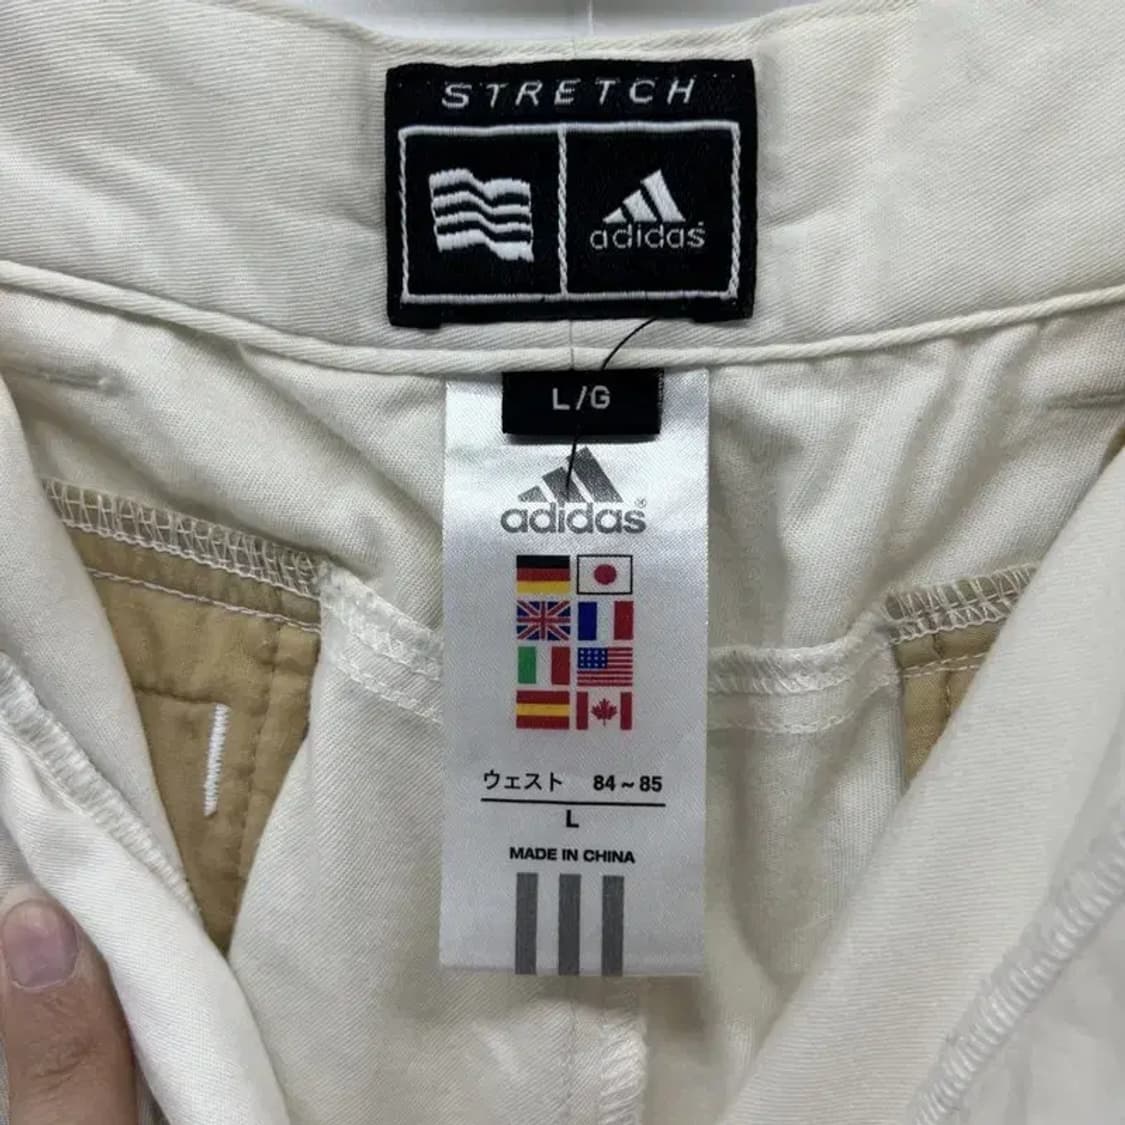 STRETCH
adidas
L/G
adidas®
ウェスト 84~85
L
MADE IN CHINA